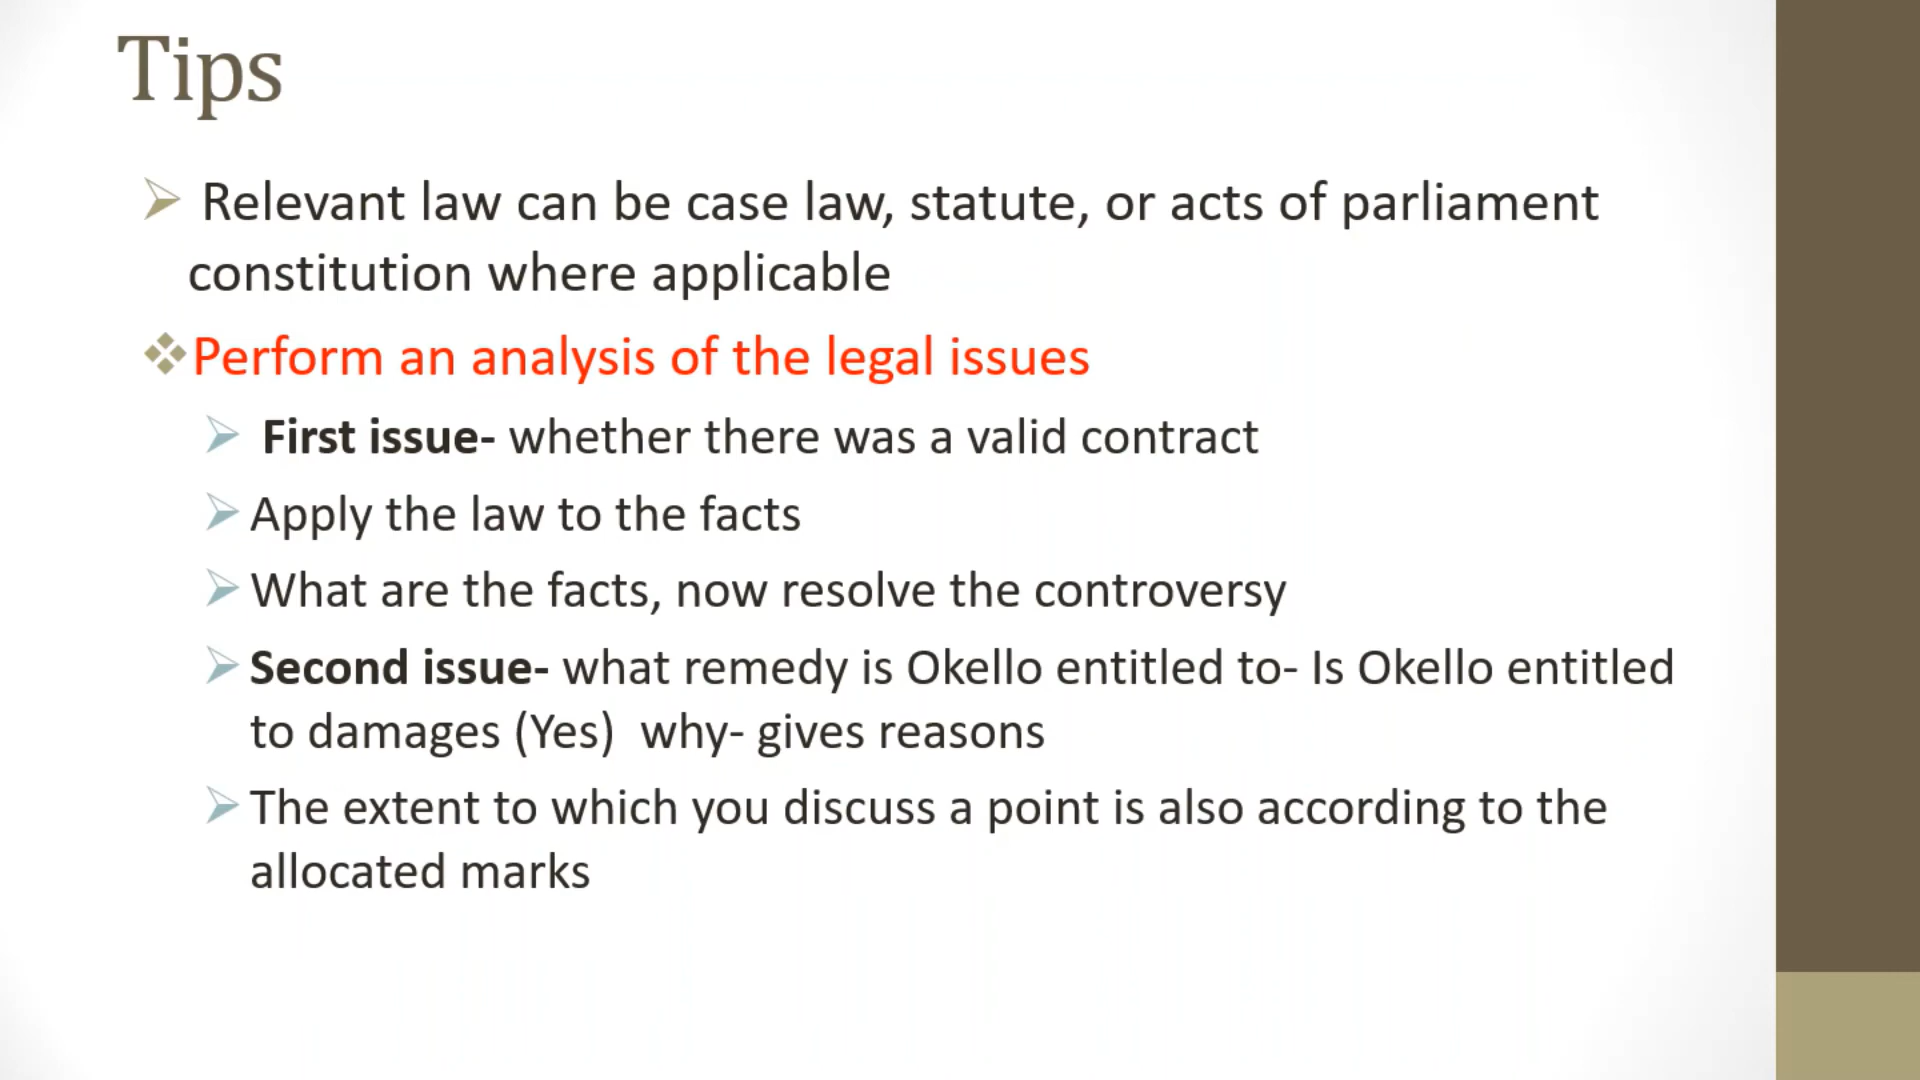 Tips
Relevant law can be case law, statute, or acts of parliament
constitution where applicable
Perform an analysis of the legal issues
First issue- whether there was a valid contract
Apply the law to the facts
What are the facts, now resolve the controversy
Second issue- what remedy is Okello entitled to- Is Okello entitled
to damages (Yes)  why- gives reasons
The extent to which you discuss a point is also according to the
allocated marks